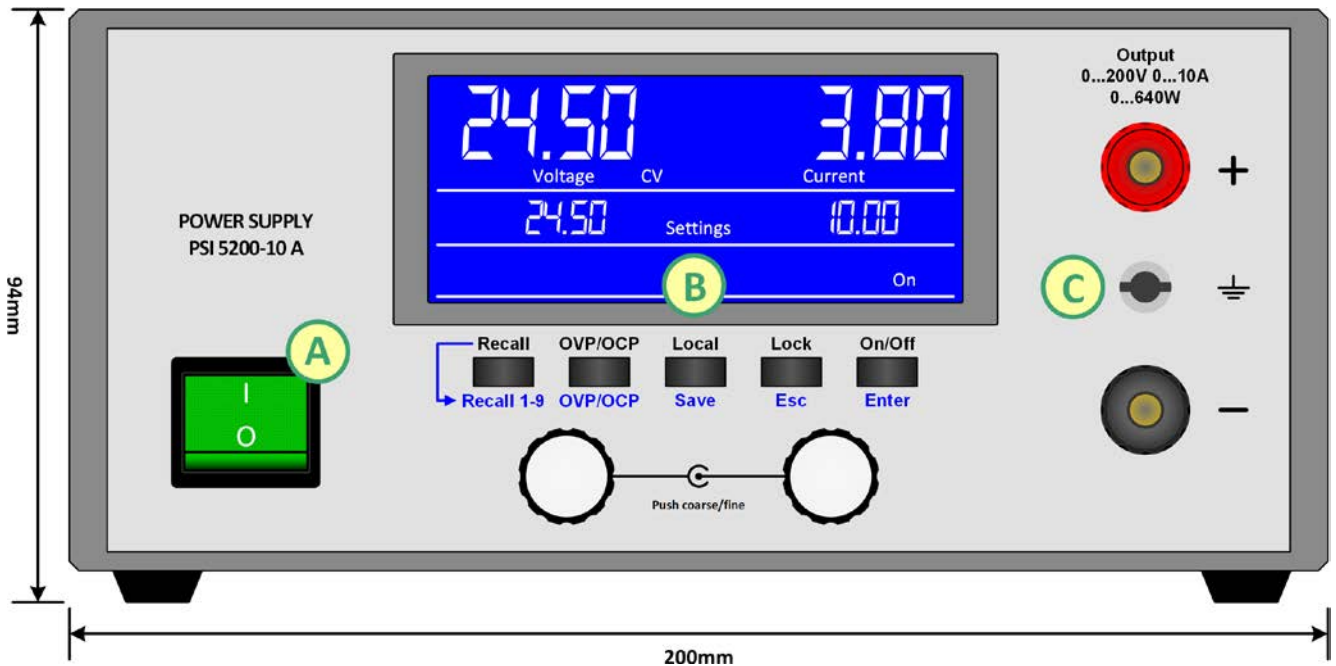 Output
0...200V 0...10A
0...640W
24.50 3.80
Voltage CV Current
24.50 Settings 10.00
On
POWER SUPPLY
PSI 5200-10 A
+
-
A
B
C
I
O
Recall OVP/OCP Local Lock On/Off
Recall 1-9 OVP/OCP Save Esc Enter
Push coarse/fine
94mm
200mm